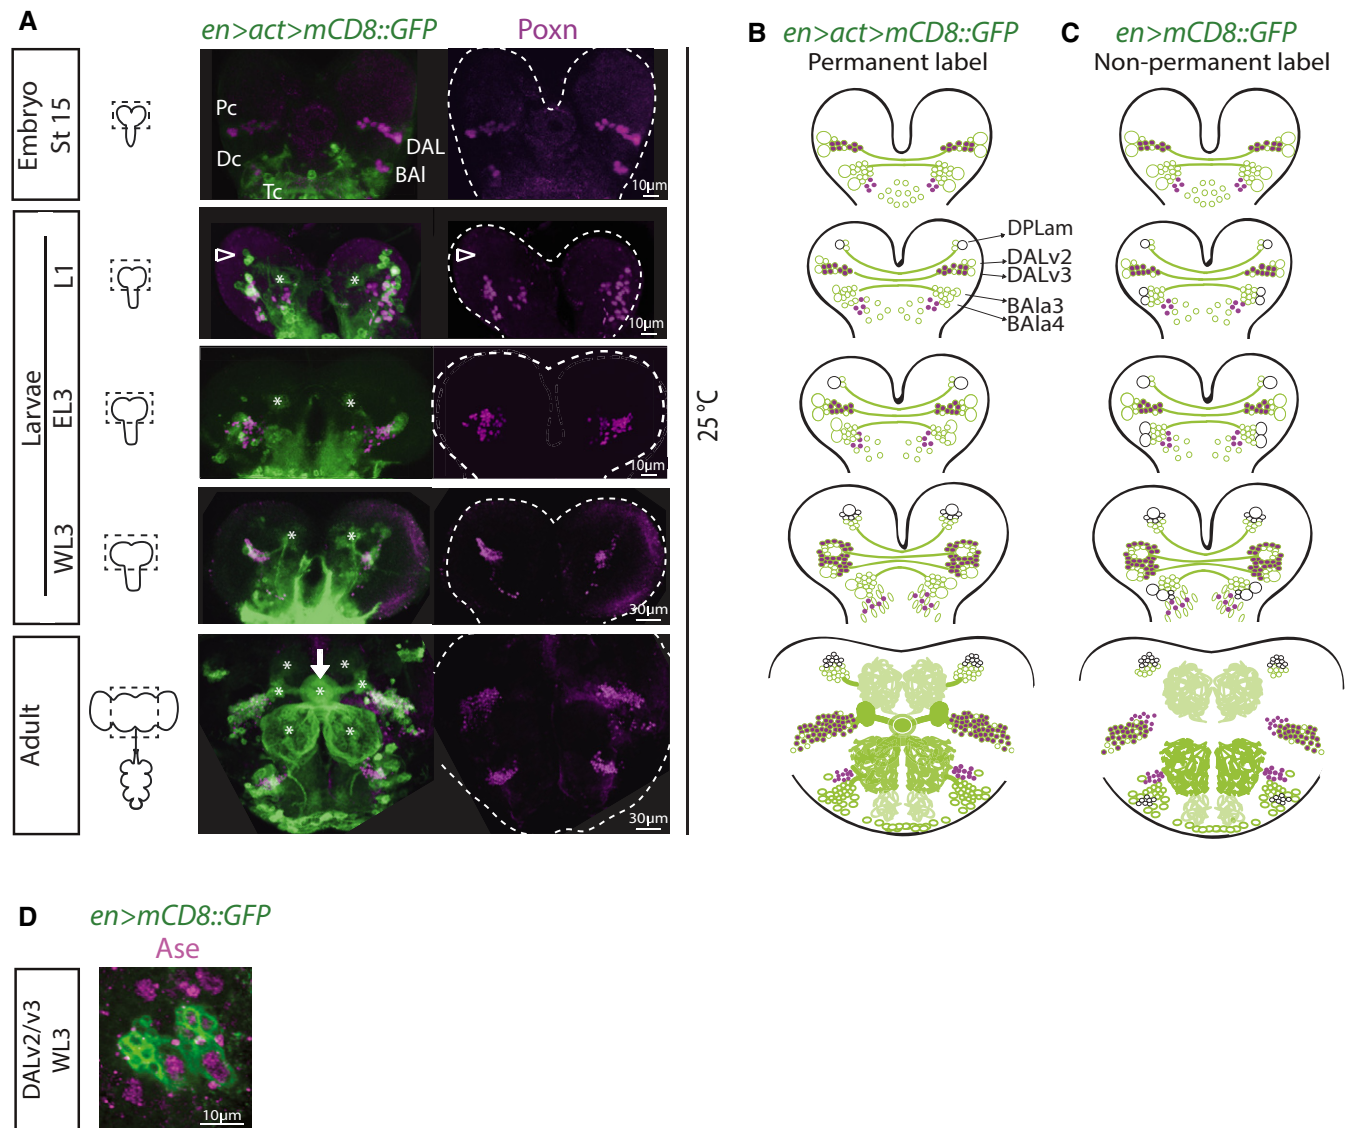 A
en>act>mCD8::GFP
Poxn
B
en>act>mCD8::GFP
Permanent label
C
en>mCD8::GFP
Non-permanent label
Embryo
St 15
Pc
Dc
Tc
DAL
BAl
10µm
Larvae
L1
*
*
10µm
DPLam
DALv2
DALv3
BAla3
BAla4
EL3
*
*
10µm
25 ºC
WL3
*
*
30µm
Adult
*
*
*
*
*
*
*
30µm
D
en>mCD8::GFP
Ase
DALv2/v3
WL3
10µm